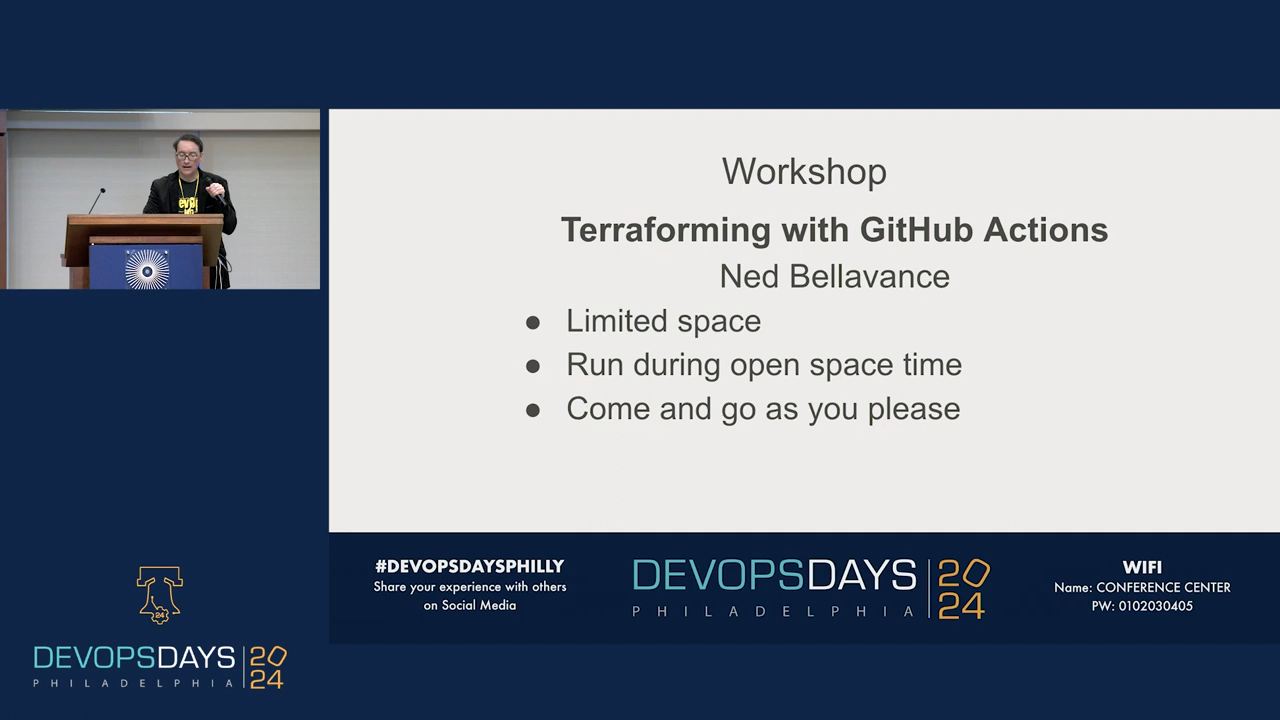 Workshop
Terraforming with GitHub Actions
Ned Bellavance
● Limited space
● Run during open space time
● Come and go as you please
#DEVOPSDAYSPHILLY
Share your experience with others
on Social Media
DEVOPSDAYS 2024
PHILADELPHIA
WIFI
Name: CONFERENCE CENTER
PW: 0102030405
24
DEVOPSDAYS 2024
PHILADELPHIA